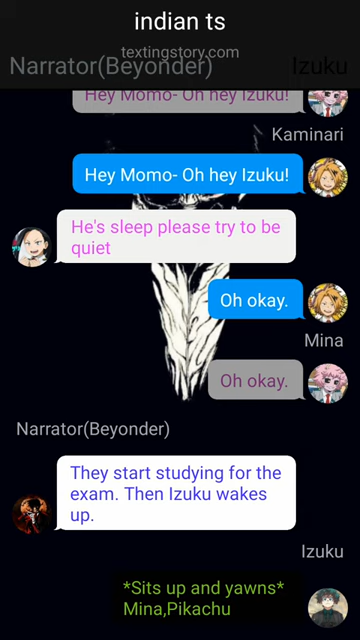 indian ts
textingstory.com
Narrator(Beyonder)
Izuku
Hey Momo- Oh hey Izuku!
Kaminari
Hey Momo- Oh hey Izuku!
He's sleep please try to be
quiet
Oh okay.
Mina
Oh okay.
Narrator(Beyonder)
They start studying for the
exam. Then Izuku wakes
up.
Izuku
*Sits up and yawns*
Mina,Pikachu